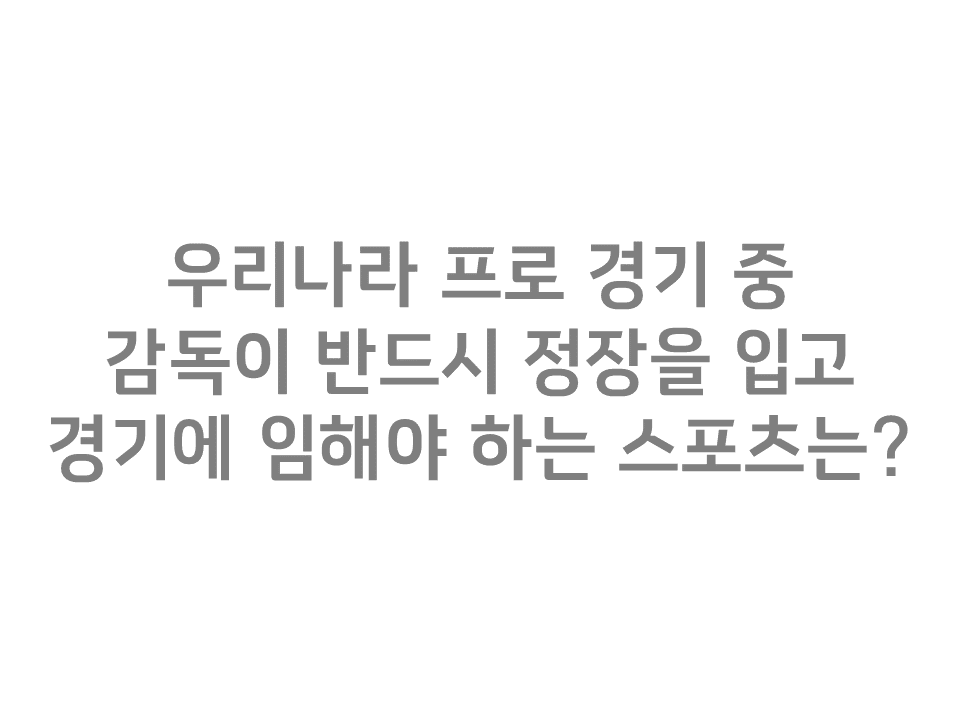 우리나라 프로 경기 중
감독이 반드시 정장을 입고
경기에 임해야 하는 스포츠는?